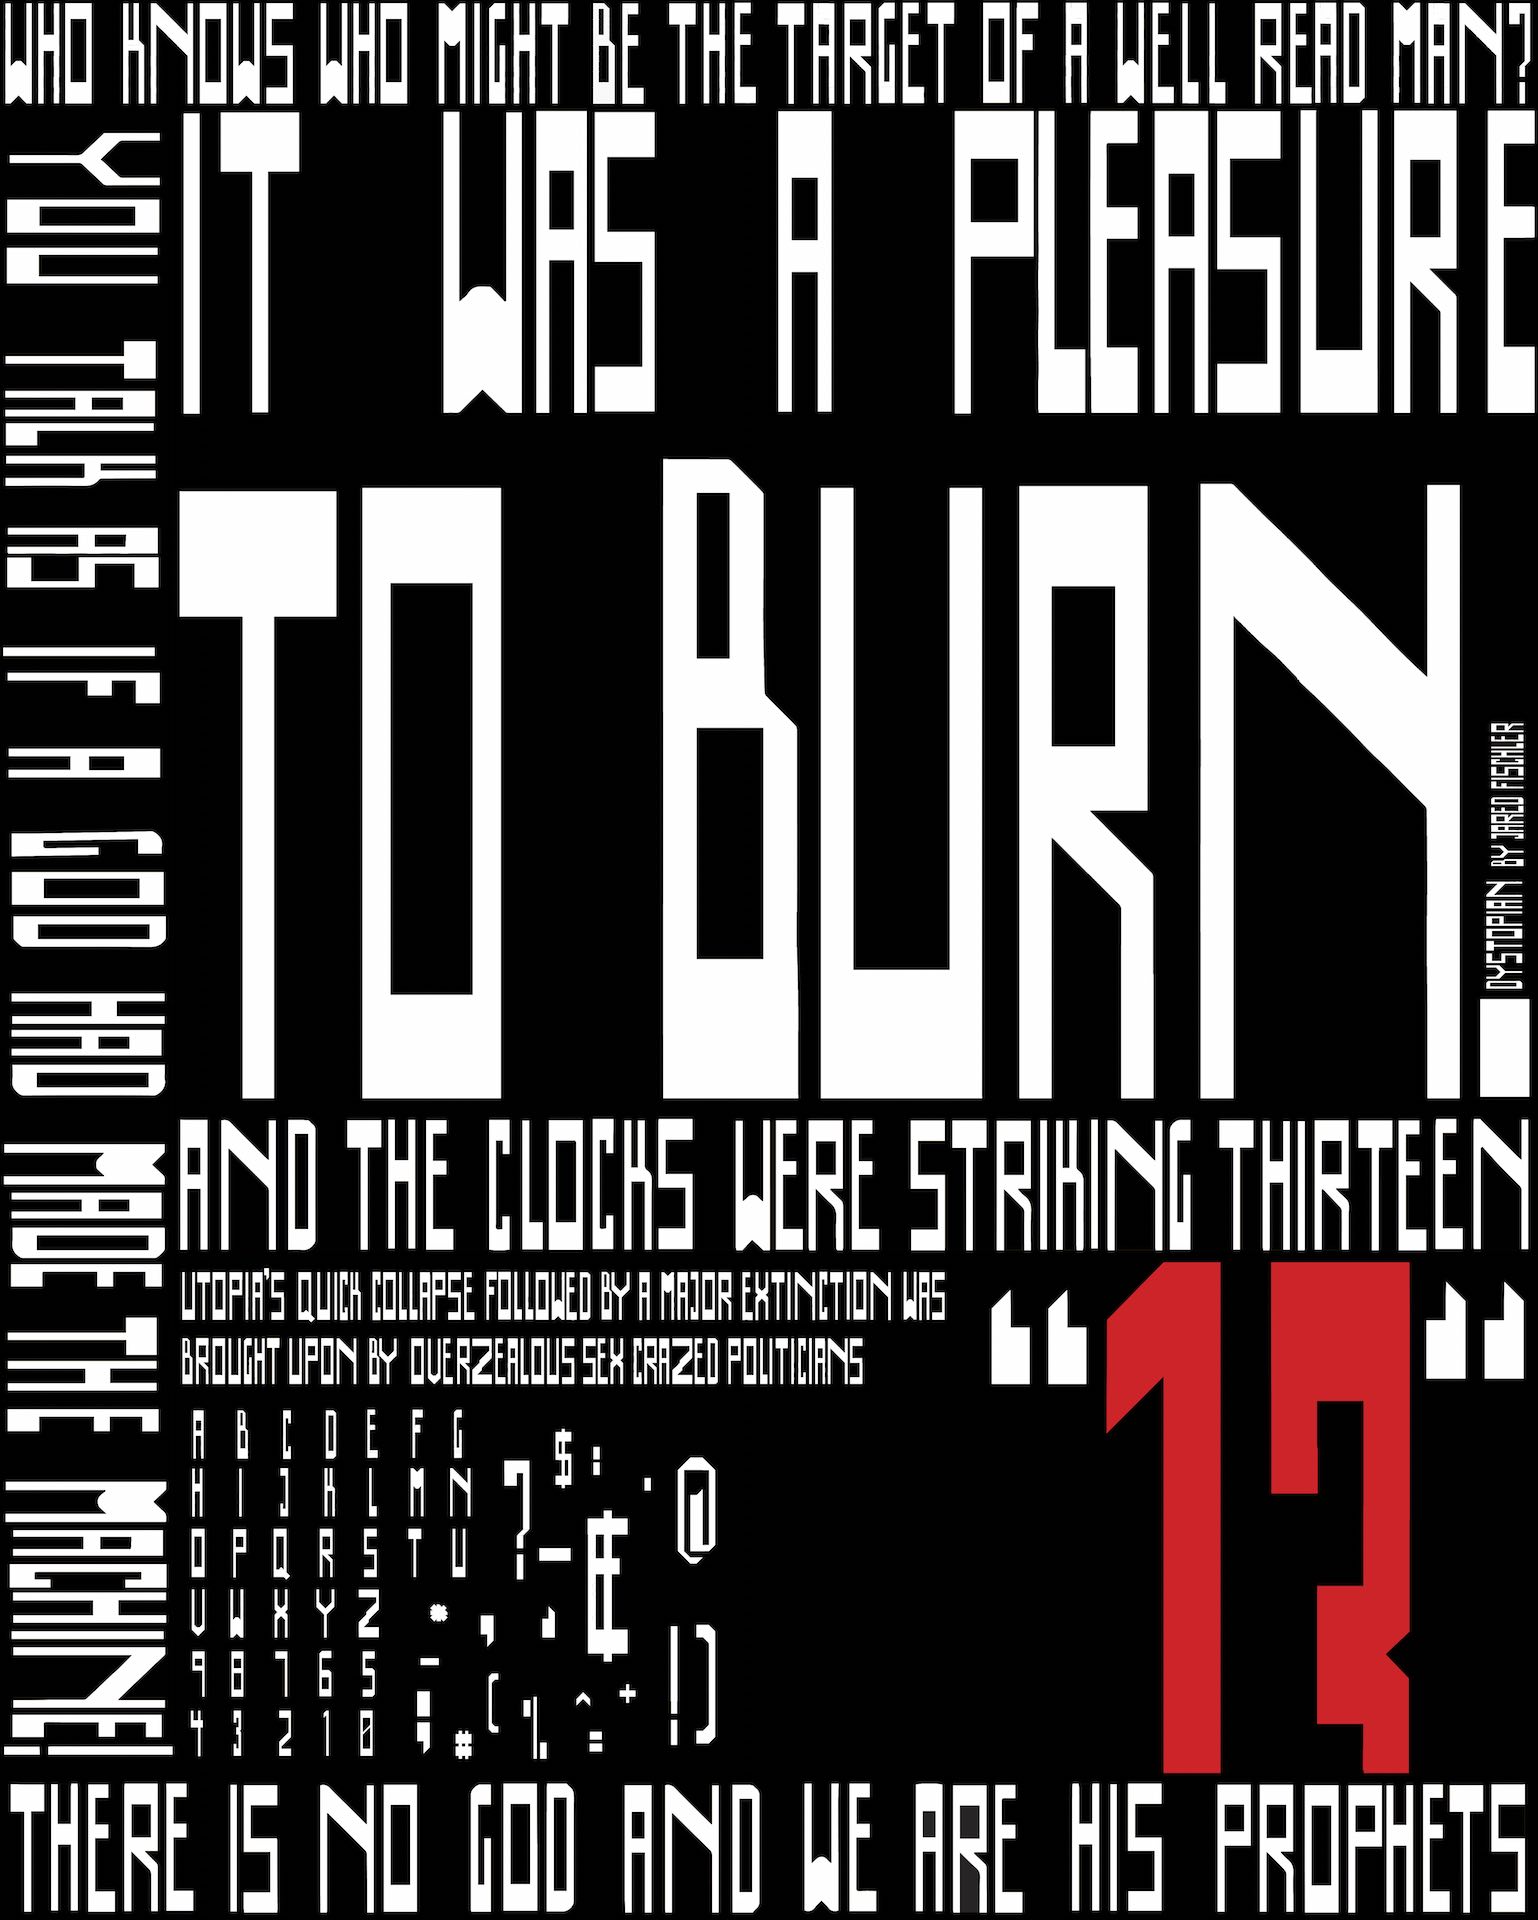 WHO KNOWS WHO MIGHT BE THE TARGET OF A WELL READ MAN?
YOU TALK AS IF A GOD HAD MADE THE MACHINE!
IT WAS A PLEASURE
TO BURN.
DYSTOPIAN BY JARED FISCHLER
AND THE CLOCKS WERE STRIKING THIRTEEN
UTOPIA'S QUICK COLLAPSE FOLLOWED BY A MAJOR EXTINCTION WAS
BROUGHT UPON BY OVERZEALOUS SEX CRAZED POLITICIANS
“13”
A B C D E F G
H I J K L M N
O P Q R S T U
V W X Y Z
9 8 7 6 5
4 3 2 1 0
? $ : . @
- * , ' ! )
- ; # ( % ^ = +
THERE IS NO GOD AND WE ARE HIS PROPHETS